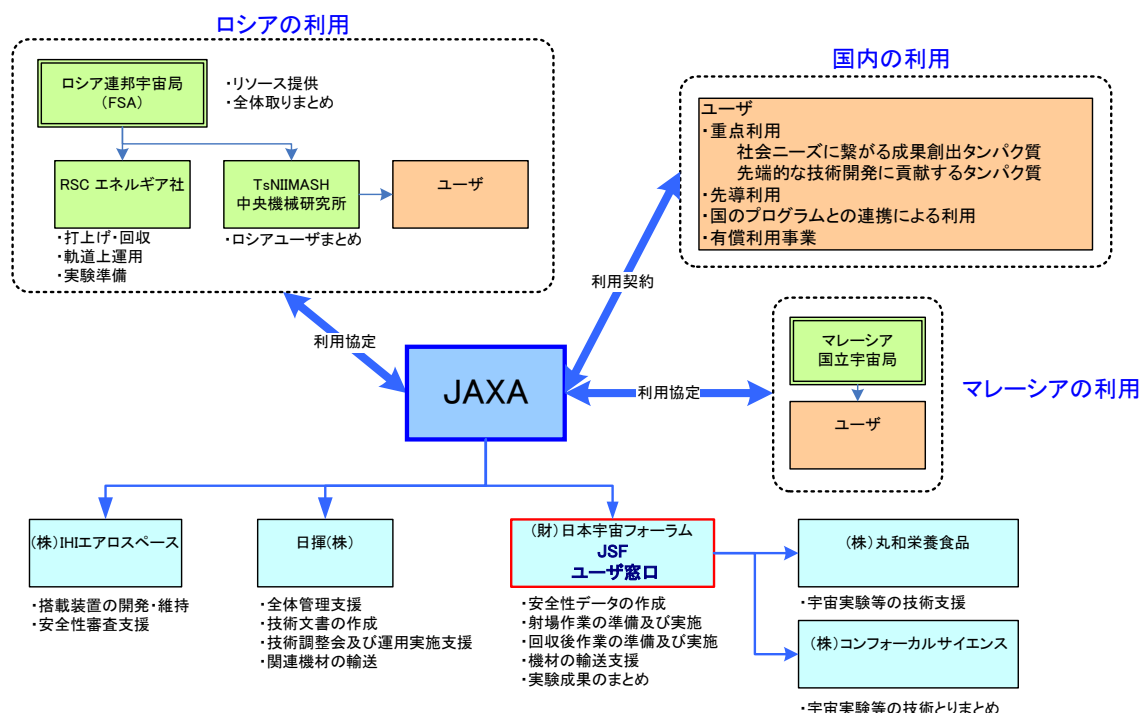 ロシアの利用
ロシア連邦宇宙局
(FSA)
・リソース提供
・全体取りまとめ
RSC エネルギア社
・打上げ・回収
・軌道上運用
・実験準備
TsNIIMASH
中央機械研究所
・ロシアユーザまとめ
ユーザ
国内の利用
ユーザ
・重点利用
社会ニーズに繋がる成果創出タンパク質
先端的な技術開発に貢献するタンパク質
・先導利用
・国のプログラムとの連携による利用
・有償利用事業
利用契約
利用協定
JAXA
利用協定
マレーシア
国立宇宙局
ユーザ
マレーシアの利用
(株)IHIエアロスペース
・搭載装置の開発・維持
・安全性審査支援
日揮(株)
・全体管理支援
・技術文書の作成
・技術調整会及び運用実施支援
・関連機材の輸送
(財)日本宇宙フォーラム
JSF
ユーザ窓口
・安全性データの作成
・射場作業の準備及び実施
・回収後作業の準備及び実施
・機材の輸送支援
・実験成果のまとめ
(株)丸和栄養食品
・宇宙実験等の技術支援
(株)コンフォーカルサイエンス
・宇宙実験等の技術とりまとめ